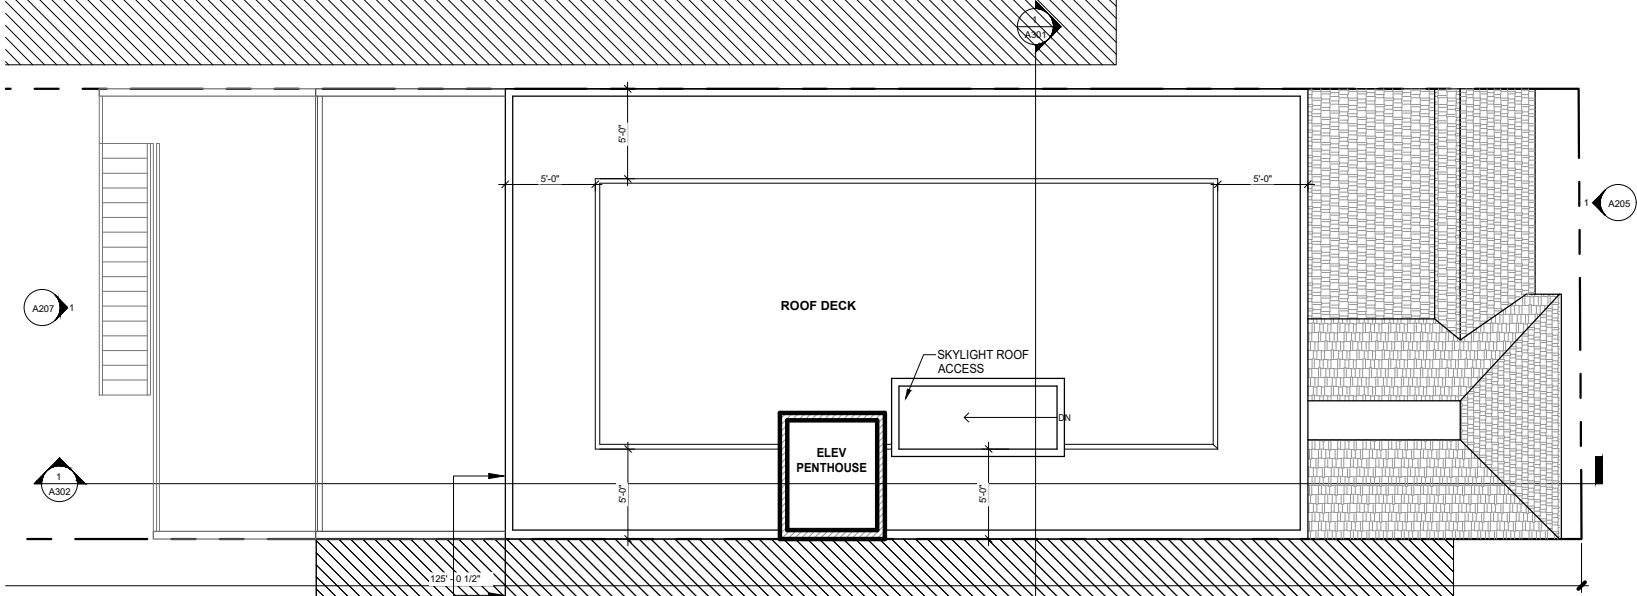 1
A301
5'-0"
5'-0"
5'-0"
1
A205
A207
1
ROOF DECK
SKYLIGHT ROOF
ACCESS
DN
ELEV
PENTHOUSE
1
A302
5'-0"
5'-0"
125' - 0 1/2"